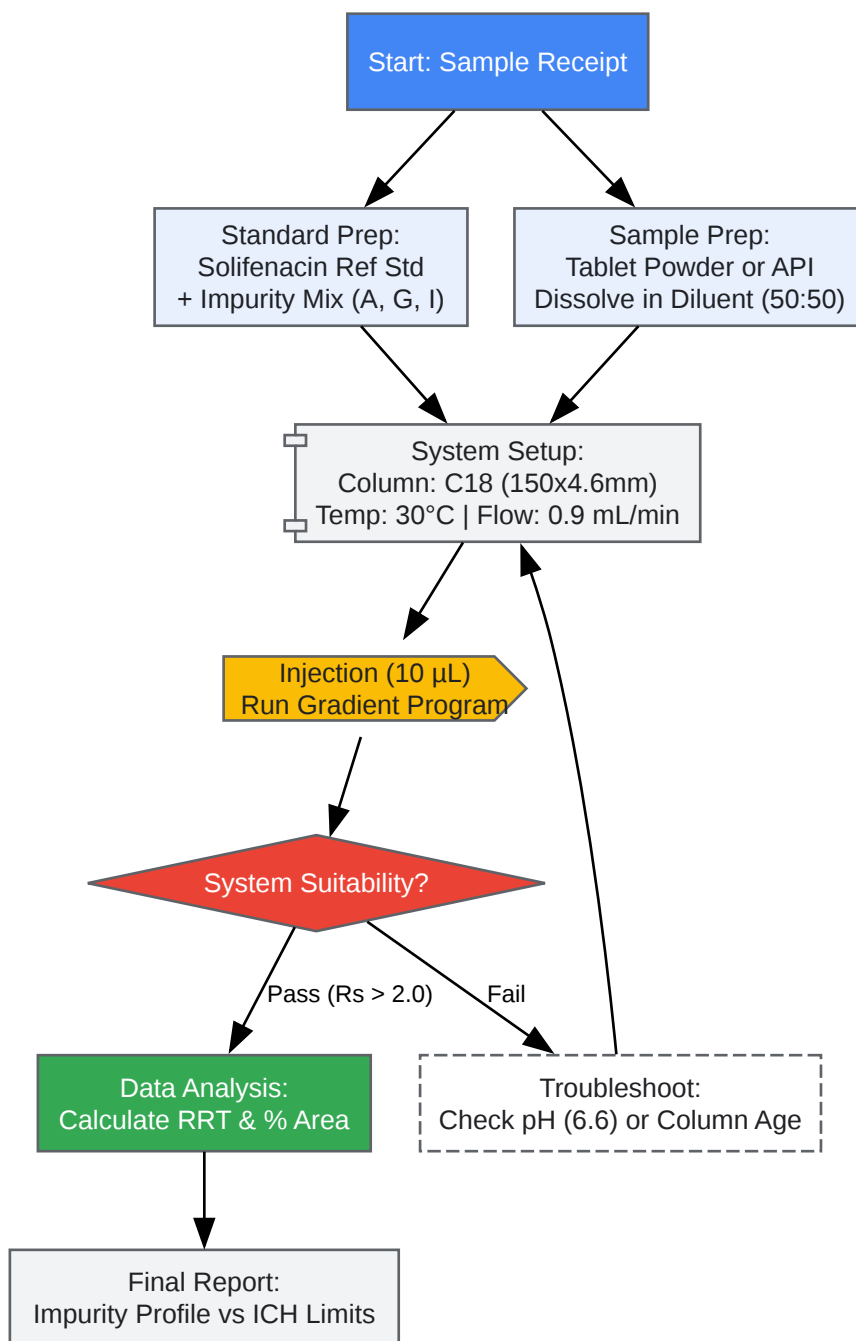 Start: Sample Receipt
Standard Prep:
Solifenacin Ref Std
+ Impurity Mix (A, G, I)
Sample Prep:
Tablet Powder or API
Dissolve in Diluent (50:50)
System Setup:
Column: C18 (150x4.6mm)
Temp: 30°C | Flow: 0.9 mL/min
Injection (10 µL)
Run Gradient Program
System Suitability?
Pass (Rs > 2.0)
Fail
Data Analysis:
Calculate RRT & % Area
Troubleshoot:
Check pH (6.6) or Column Age
Final Report:
Impurity Profile vs ICH Limits